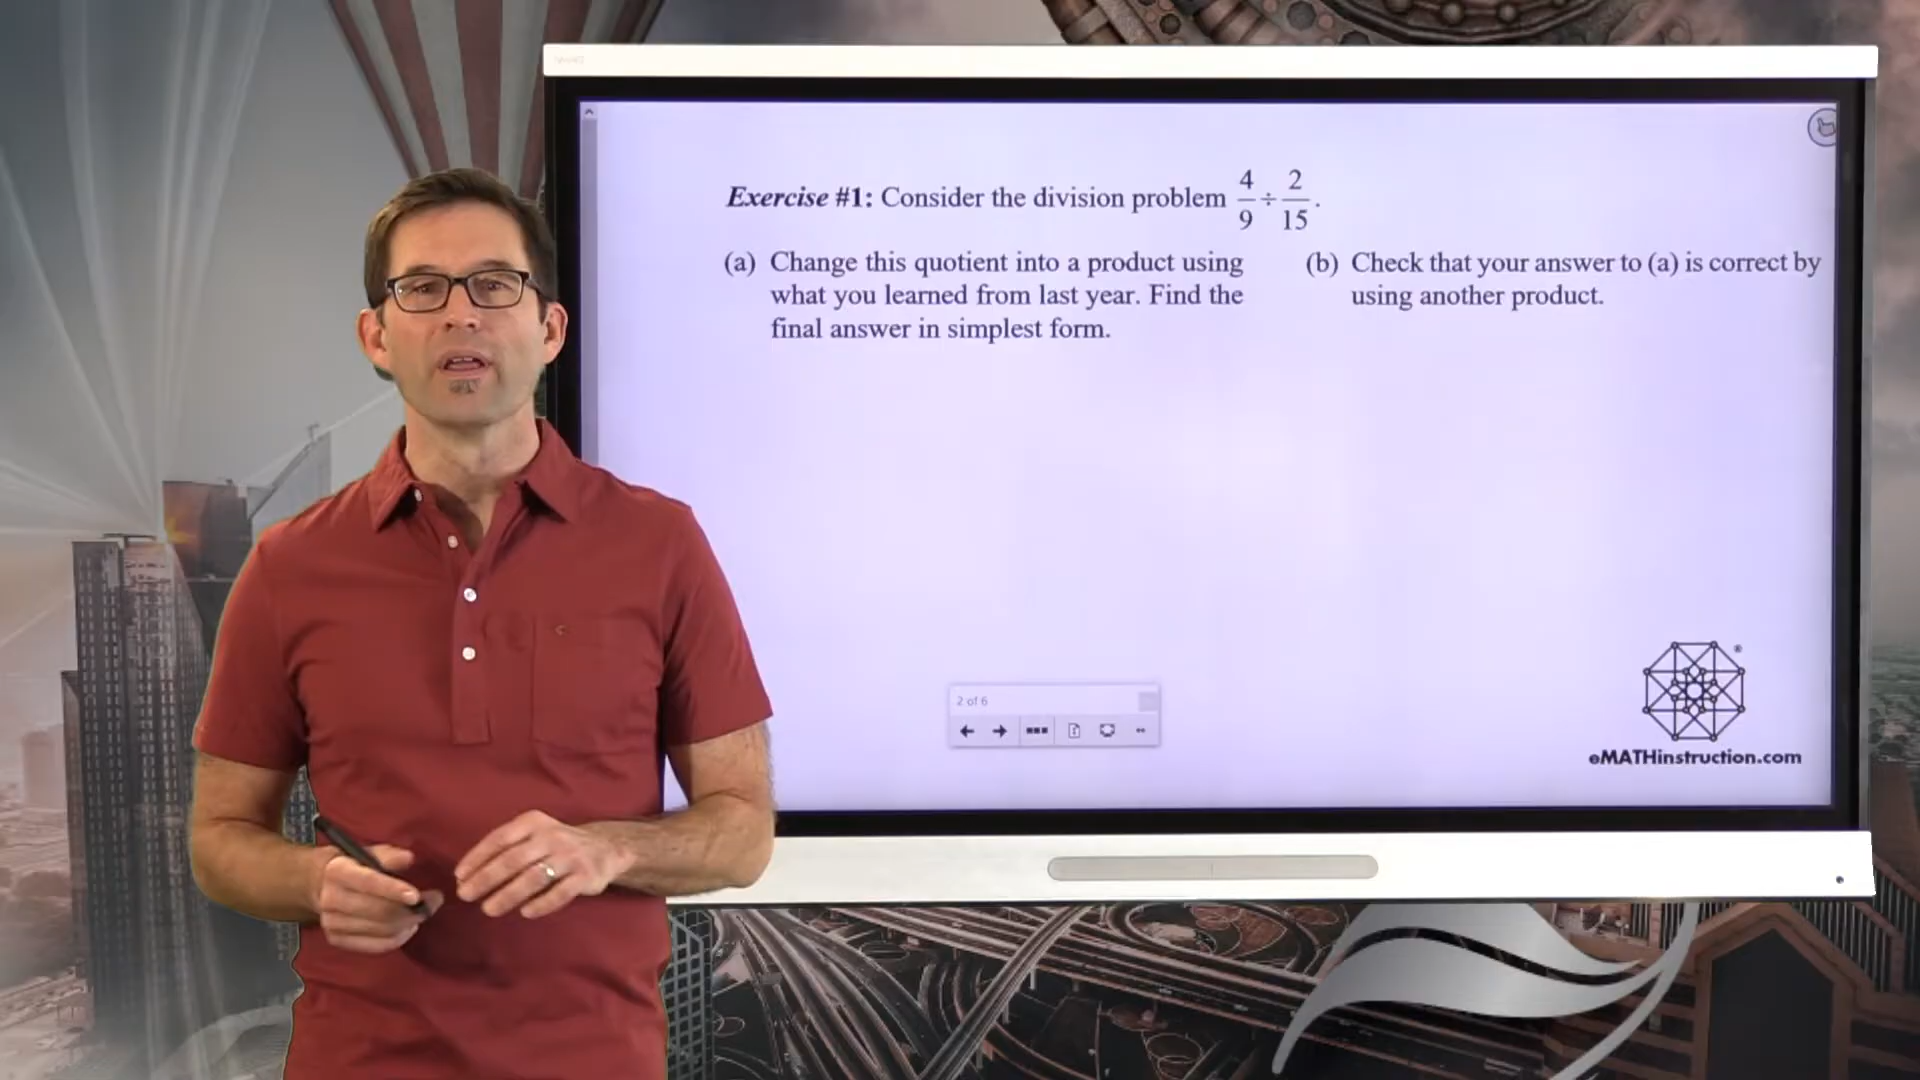 Exercise #1: Consider the division problem 4/9 ÷ 2/15.
(a) Change this quotient into a product using
what you learned from last year. Find the
final answer in simplest form.
(b) Check that your answer to (a) is correct by
using another product.
2 of 6
®
eMATHinstruction.com